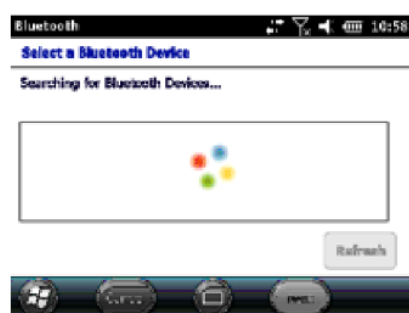 Bluetooth 10:58
Select a Bluetooth Device
Searching for Bluetooth Devices...
Refresh